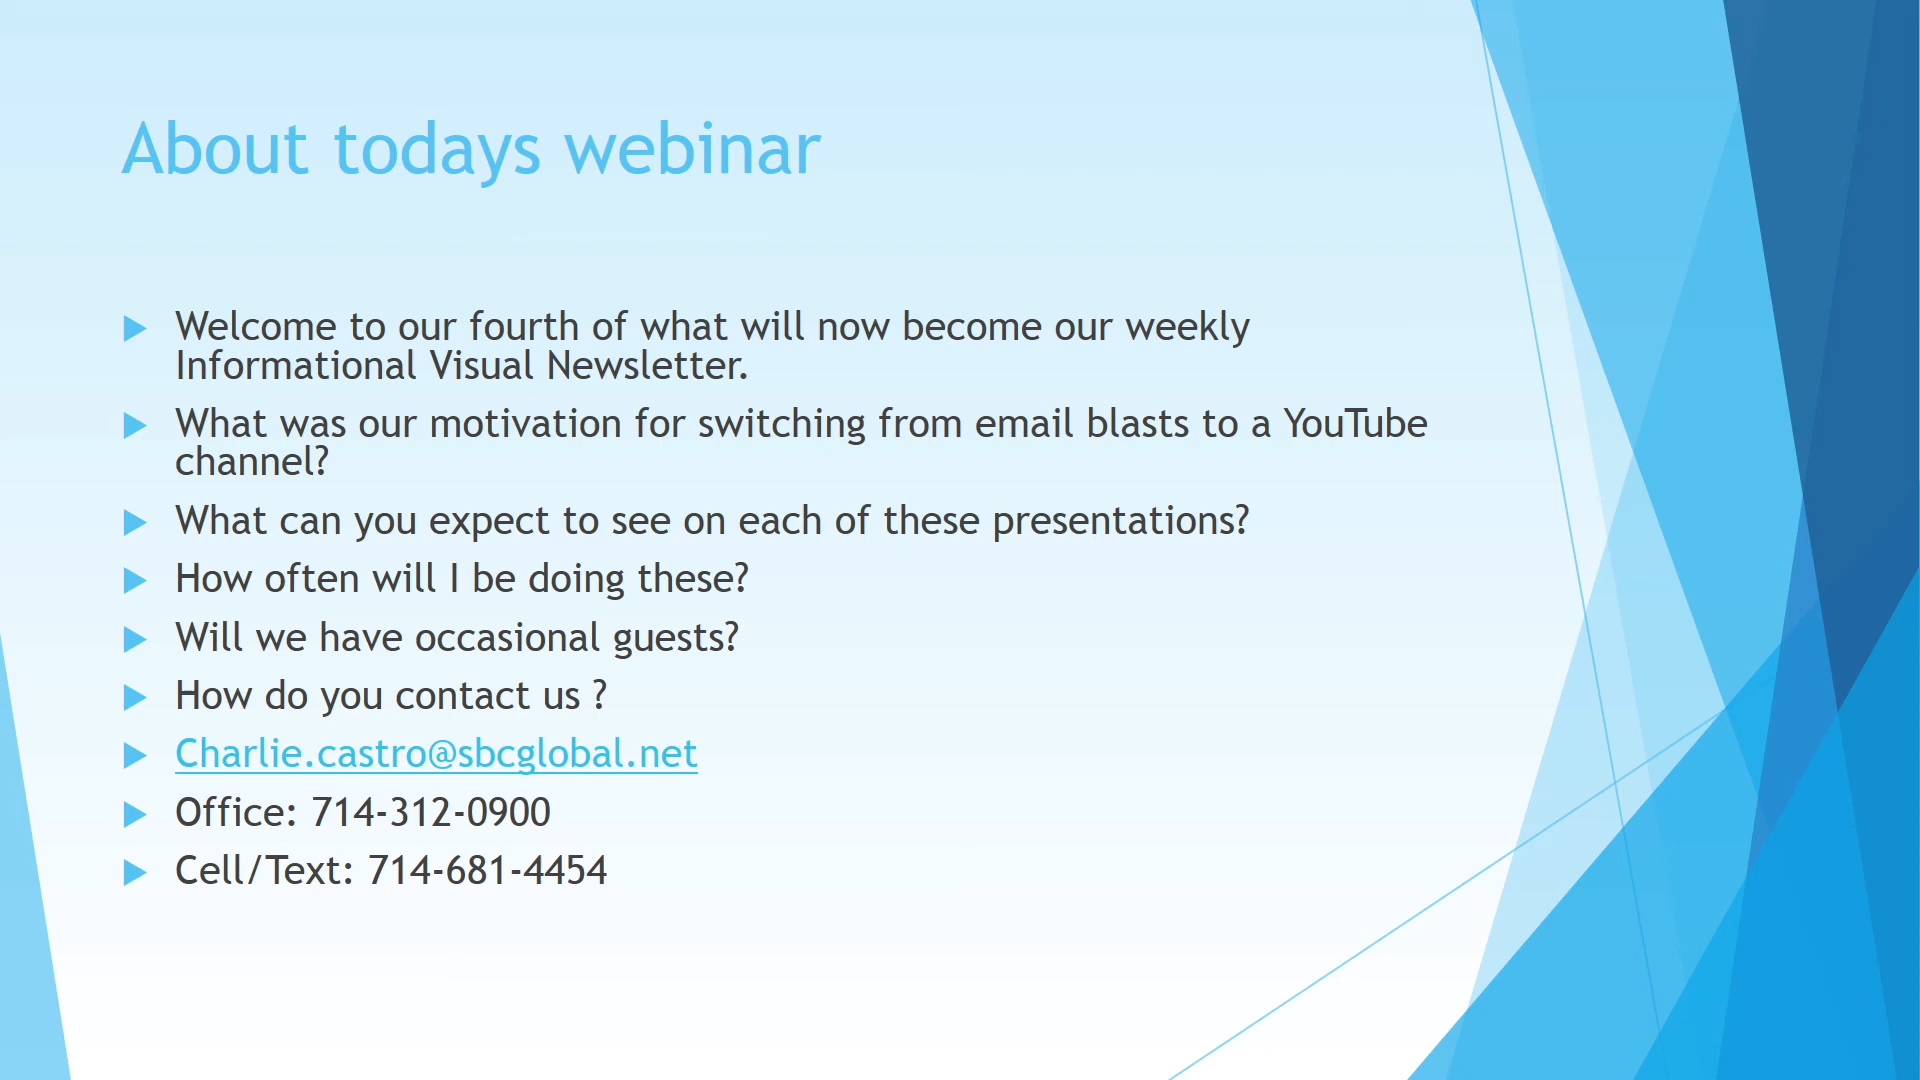 About todays webinar
Welcome to our fourth of what will now become our weekly
Informational Visual Newsletter.
What was our motivation for switching from email blasts to a YouTube
channel?
What can you expect to see on each of these presentations?
How often will I be doing these?
Will we have occasional guests?
How do you contact us ?
Charlie.castro@sbcglobal.net
Office: 714-312-0900
Cell/Text: 714-681-4454